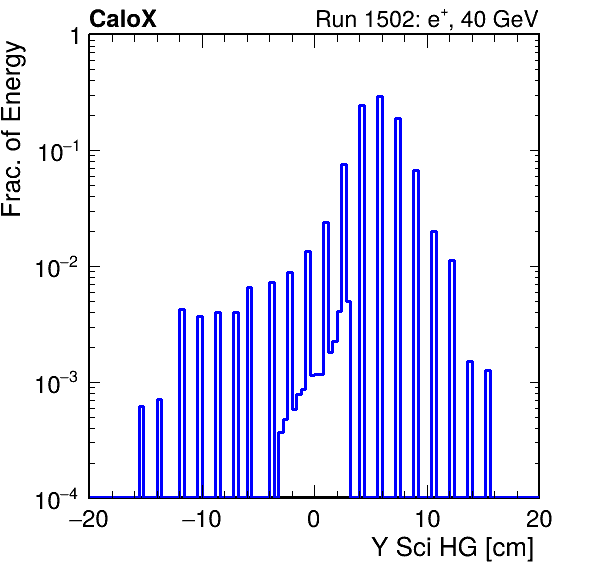 CaloX Run 1502: e⁺, 40 GeV
Frac. of Energy
1
10⁻¹
10⁻²
10⁻³
10⁻⁴
−20 −10 0 10 20
Y Sci HG [cm]